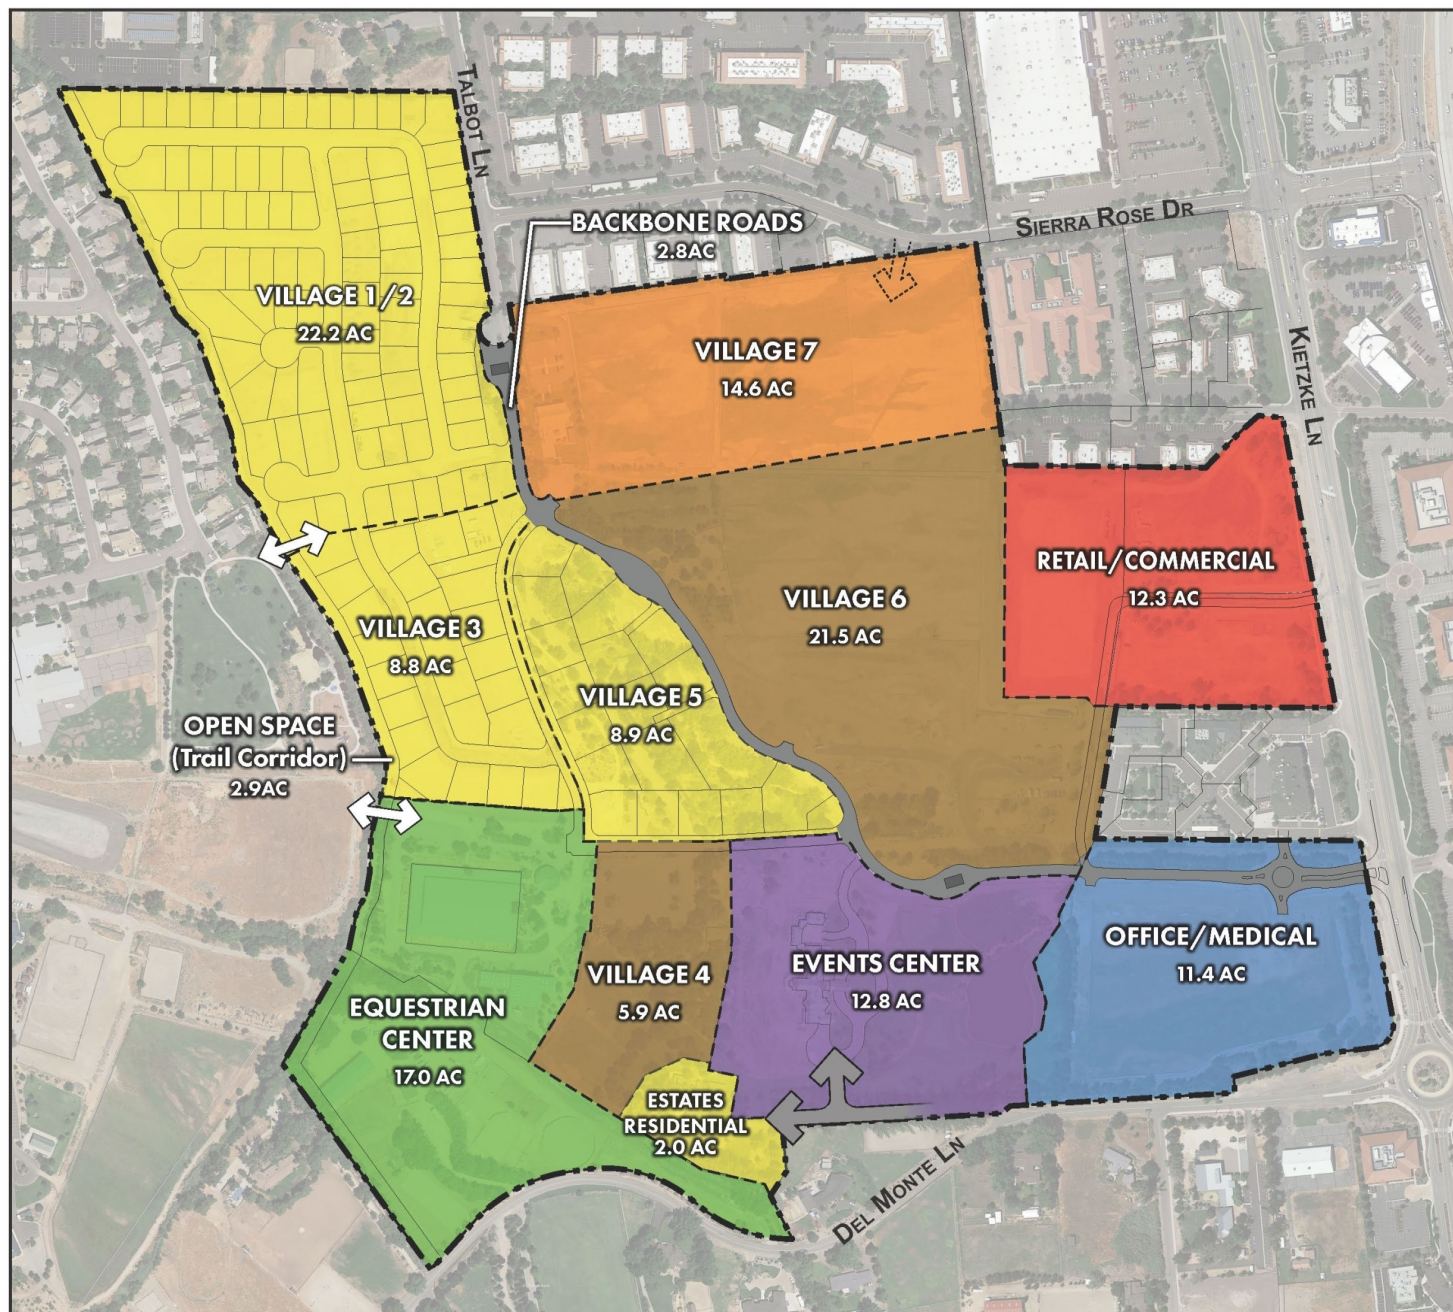 TALBOT LN
SIERRA ROSE DR
BACKBONE ROADS
2.8AC
VILLAGE 1/2
22.2 AC
VILLAGE 7
14.6 AC
KIETZKE LN
RETAIL/COMMERCIAL
12.3 AC
VILLAGE 6
21.5 AC
VILLAGE 3
8.8 AC
VILLAGE 5
8.9 AC
OPEN SPACE
(Trail Corridor)
2.9AC
OFFICE/MEDICAL
11.4 AC
EVENTS CENTER
12.8 AC
VILLAGE 4
5.9 AC
EQUESTRIAN
CENTER
17.0 AC
ESTATES
RESIDENTIAL
2.0 AC
DEL MONTE LN